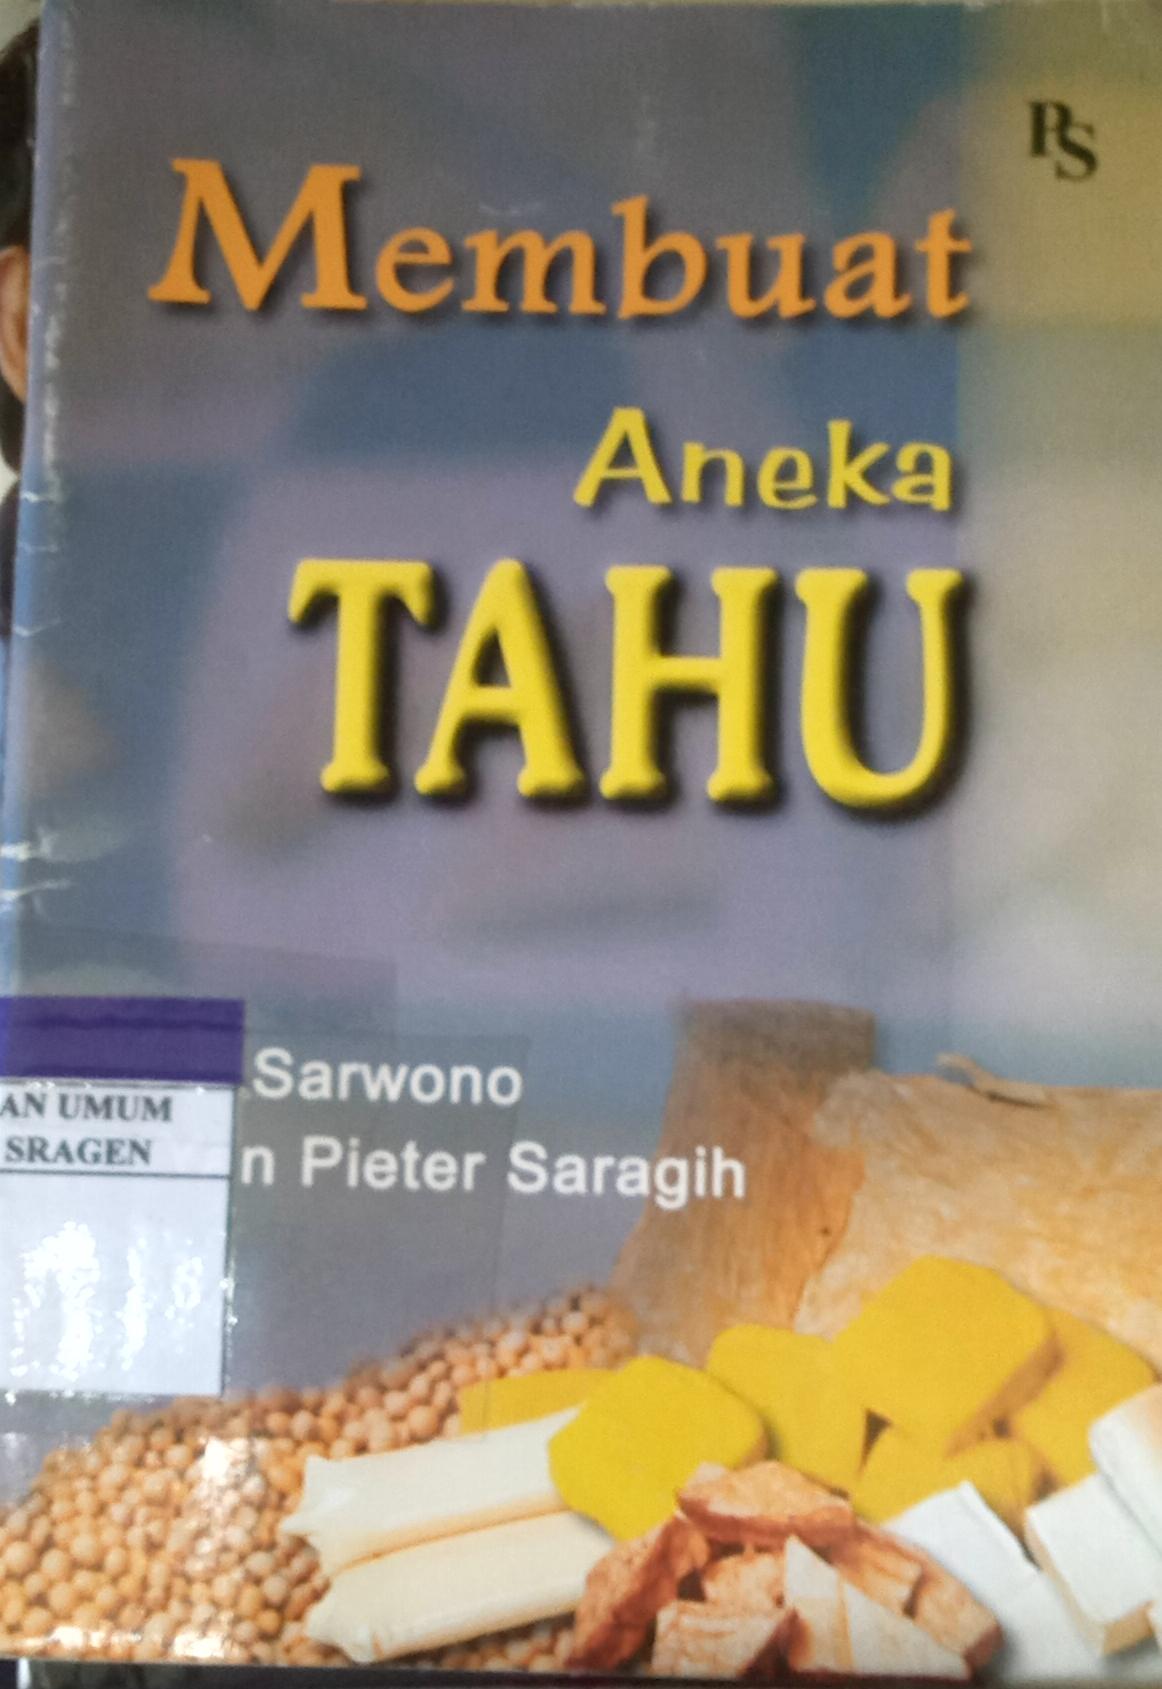 PS
Membuat
Aneka
TAHU
Sarwono
n Pieter Saragih
AN UMUM
SRAGEN